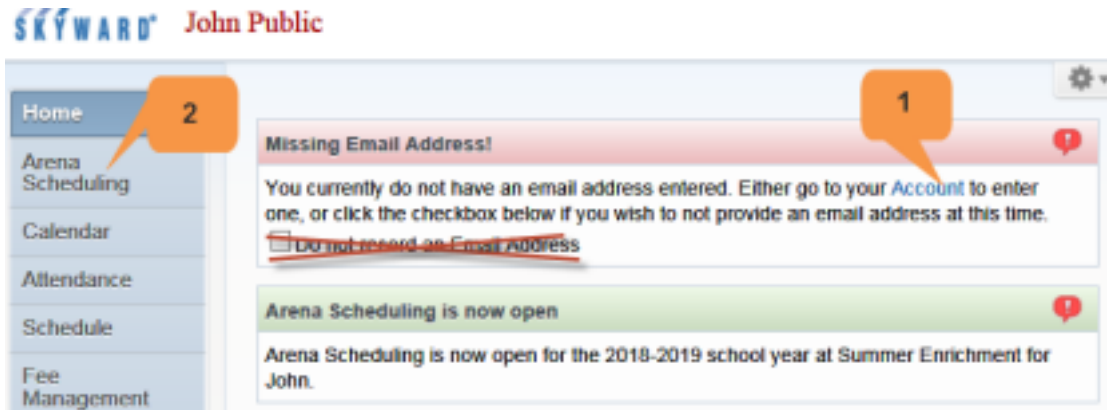 SKYWARD® John Public
Home
2
Arena
Scheduling
Calendar
Attendance
Schedule
Fee
Management
1
Missing Email Address!
You currently do not have an email address entered. Either go to your Account to enter
one, or click the checkbox below if you wish to not provide an email address at this time.
Do not record an Email Address
Arena Scheduling is now open
Arena Scheduling is now open for the 2018-2019 school year at Summer Enrichment for
John.